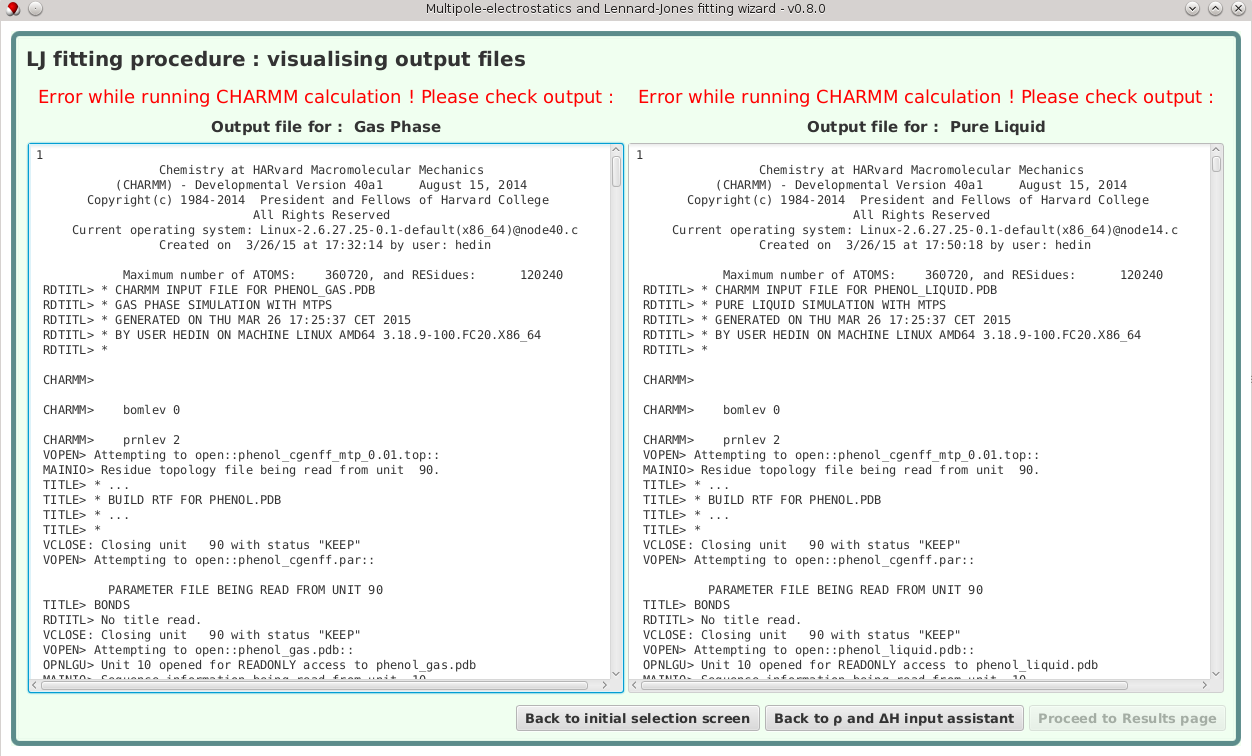 Multipole-electrostatics and Lennard-Jones fitting wizard - v0.8.0
LJ fitting procedure : visualising output files
Error while running CHARMM calculation ! Please check output :
Output file for : Gas Phase
1
Chemistry at HARvard Macromolecular Mechanics
(CHARMM) - Developmental Version 40a1 August 15, 2014
Copyright(c) 1984-2014 President and Fellows of Harvard College
All Rights Reserved
Current operating system: Linux-2.6.27.25-0.1-default(x86_64)@node40.c
Created on 3/26/15 at 17:32:14 by user: hedin
Maximum number of ATOMS: 360720, and RESidues: 120240
RDTITL> * CHARMM INPUT FILE FOR PHENOL_GAS.PDB
RDTITL> * GAS PHASE SIMULATION WITH MTPS
RDTITL> * GENERATED ON THU MAR 26 17:25:37 CET 2015
RDTITL> * BY USER HEDIN ON MACHINE LINUX AMD64 3.18.9-100.FC20.X86_64
RDTITL> *
CHARMM>
CHARMM> bomlev 0
CHARMM> prnlev 2
VOPEN> Attempting to open::phenol_cgenff_mtp_0.01.top::
MAINIO> Residue topology file being read from unit 90.
TITLE> * ...
TITLE> * BUILD RTF FOR PHENOL.PDB
TITLE> * ...
TITLE> *
VCLOSE: Closing unit 90 with status "KEEP"
VOPEN> Attempting to open::phenol_cgenff.par::
PARAMETER FILE BEING READ FROM UNIT 90
TITLE> BONDS
RDTITL> No title read.
VCLOSE: Closing unit 90 with status "KEEP"
VOPEN> Attempting to open::phenol_gas.pdb::
OPNLGU> Unit 10 opened for READONLY access to phenol_gas.pdb
MAINIO> Sequence information being read from unit 10.
Error while running CHARMM calculation ! Please check output :
Output file for : Pure Liquid
1
Chemistry at HARvard Macromolecular Mechanics
(CHARMM) - Developmental Version 40a1 August 15, 2014
Copyright(c) 1984-2014 President and Fellows of Harvard College
All Rights Reserved
Current operating system: Linux-2.6.27.25-0.1-default(x86_64)@node14.c
Created on 3/26/15 at 17:50:18 by user: hedin
Maximum number of ATOMS: 360720, and RESidues: 120240
RDTITL> * CHARMM INPUT FILE FOR PHENOL_LIQUID.PDB
RDTITL> * PURE LIQUID SIMULATION WITH MTPS
RDTITL> * GENERATED ON THU MAR 26 17:25:37 CET 2015
RDTITL> * BY USER HEDIN ON MACHINE LINUX AMD64 3.18.9-100.FC20.X86_64
RDTITL> *
CHARMM>
CHARMM> bomlev 0
CHARMM> prnlev 2
VOPEN> Attempting to open::phenol_cgenff_mtp_0.01.top::
MAINIO> Residue topology file being read from unit 90.
TITLE> * ...
TITLE> * BUILD RTF FOR PHENOL.PDB
TITLE> * ...
TITLE> *
VCLOSE: Closing unit 90 with status "KEEP"
VOPEN> Attempting to open::phenol_cgenff.par::
PARAMETER FILE BEING READ FROM UNIT 90
TITLE> BONDS
RDTITL> No title read.
VCLOSE: Closing unit 90 with status "KEEP"
VOPEN> Attempting to open::phenol_liquid.pdb::
OPNLGU> Unit 10 opened for READONLY access to phenol_liquid.pdb
MAINIO> Sequence information being read from unit 10.
Back to initial selection screen
Back to ρ and ΔH input assistant
Proceed to Results page